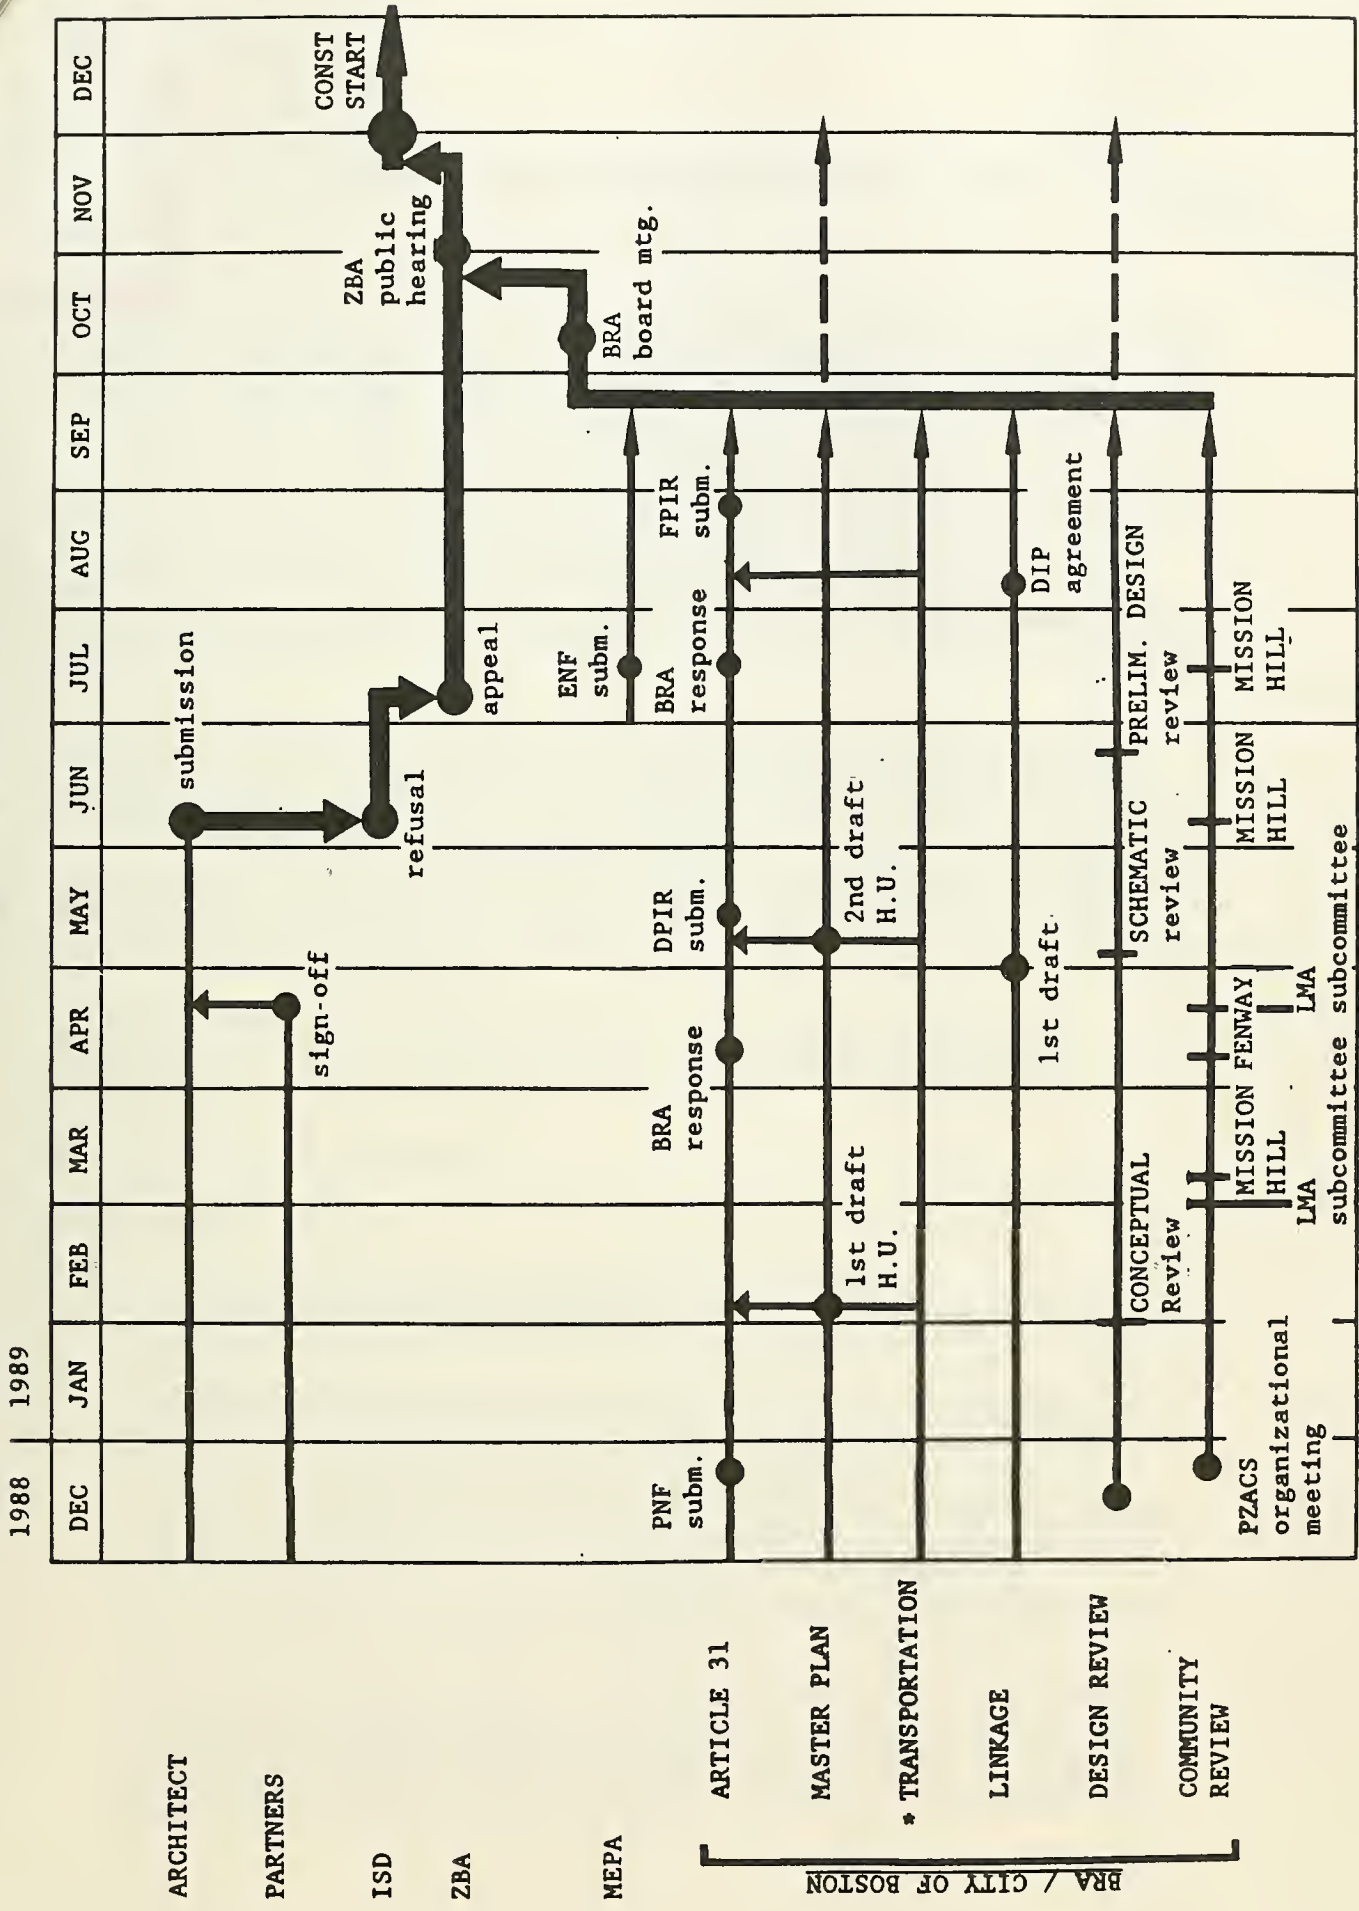 1988 1989
DEC JAN FEB MAR APR MAY JUN JUL AUG SEP OCT NOV DEC
ARCHITECT
submission
PARTNERS
sign-off
CONST
START
ISD
refusal
ZBA
public
hearing
ZBA
appeal
MEPA
ENF
subm.
BRA
board mtg.
PNF
subm.
BRA
response
DPIR
subm.
BRA
response
FPIR
subm.
ARTICLE 31
MASTER PLAN
1st draft
H.U.
2nd draft
H.U.
* TRANSPORTATION
LINKAGE
1st draft
DIP
agreement
DESIGN REVIEW
CONCEPTUAL
Review
SCHEMATIC
review
PRELIM. DESIGN
review
COMMUNITY
REVIEW
PZACS
organizational
meeting
LMA
subcommittee
MISSION
HILL
FENWAY
LMA
subcommittee
MISSION
HILL
MISSION
HILL
BRA / CITY OF BOSTON